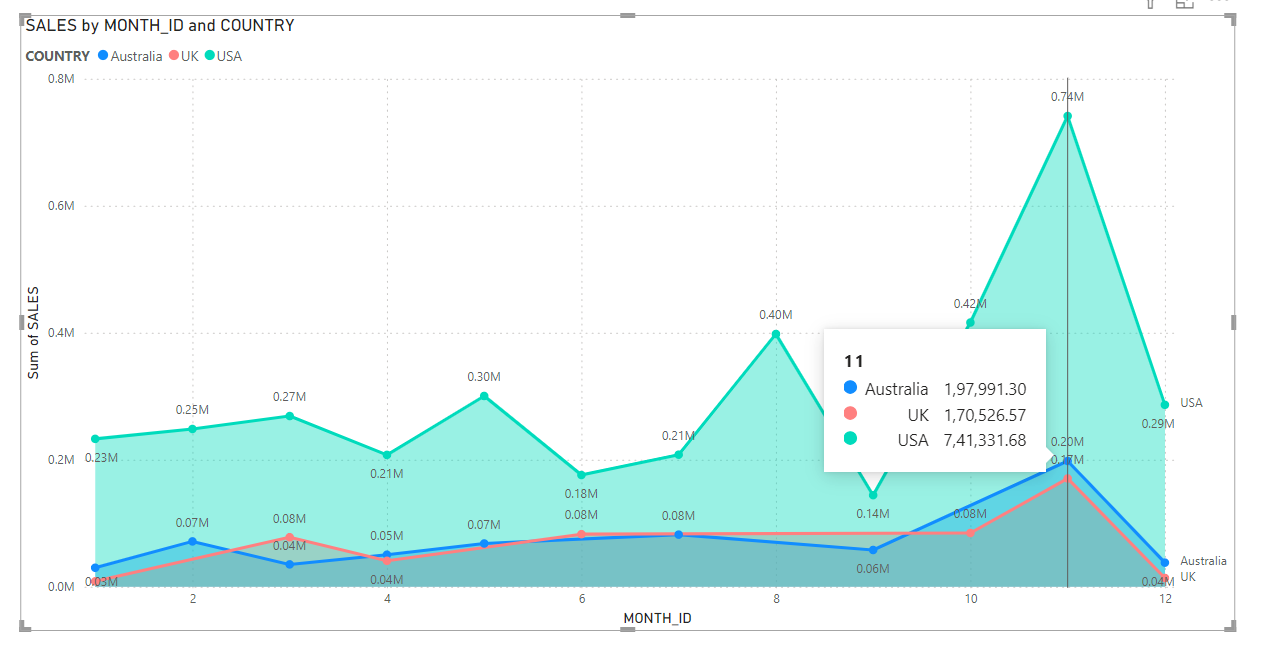 SALES by MONTH_ID and COUNTRY
COUNTRY Australia UK USA
0.8M
0.74M
0.6M
Sum of SALES
0.42M
0.40M
0.4M
11
Australia 1,97,991.30
UK 1,70,526.57
USA 7,41,331.68
0.30M
0.27M
0.25M
0.23M
0.21M
0.21M
0.18M
0.14M
0.29M
USA
0.2M
0.20M
0.17M
0.07M
0.08M
0.04M
0.05M
0.04M
0.07M
0.08M
0.08M
0.06M
0.08M
0.03M
0.04M
Australia
UK
0.0M
2 4 6 8 10 12
MONTH_ID